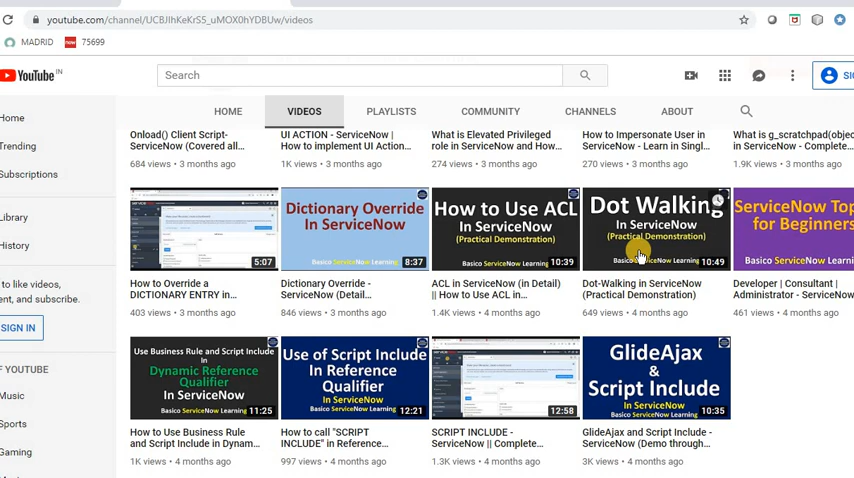 youtube.com/channel/UCBJIhKeKrS5_uMOX0hYDBUw/videos
MADRID
new
75699
YouTube IN
Search
SI
HOME
VIDEOS
PLAYLISTS
COMMUNITY
CHANNELS
ABOUT
Home
Trending
Subscriptions
Library
History
to like videos,
and subscribe.
SIGN IN
YOUTUBE
Music
Sports
Gaming
Onload() Client Script-
ServiceNow (Covered all...
684 views • 3 months ago
UI ACTION - ServiceNow |
How to implement UI Action...
1K views • 3 months ago
What is Elevated Privileged
role in ServiceNow and How...
274 views • 3 months ago
How to Impersonate User in
ServiceNow - Learn in Singl...
270 views • 3 months ago
What is g_scratchpad(objec
in ServiceNow - Complete...
1.9K views • 3 months
5:07
How to Override a
DICTIONARY ENTRY in...
403 views • 3 months ago
Dictionary Override
In ServiceNow
Basico ServiceNow Learning
8:37
Dictionary Override -
ServiceNow (Detail...
846 views • 3 months ago
How to Use ACL
In ServiceNow
(Practical Demonstration)
Basico ServiceNow Learning
10:39
ACL in ServiceNow (in Detail)
|| How to Use ACL in...
1.4K views • 4 months ago
Dot Walking
In ServiceNow
(Practical Demonstration)
Basico ServiceNow Learning
10:49
Dot-Walking in ServiceNow
(Practical Demonstration)
649 views • 4 months ago
ServiceNow Top
for Beginners
Basico ServiceNow Learning
Developer | Consultant |
Administrator - ServiceNow
461 views • 4 months ago
Use Business Rule and Script Include
In
Dynamic Reference
Qualifier
In ServiceNow
Basico ServiceNow Learning
11:25
How to Use Business Rule
and Script Include in Dynam...
1K views • 4 months ago
Use of Script Include
In Reference
Qualifier
In ServiceNow
Basico ServiceNow Learning
12:21
How to call "SCRIPT
INCLUDE" in Reference...
997 views • 4 months ago
12:58
SCRIPT INCLUDE -
ServiceNow || Complete...
1.3K views • 4 months ago
GlideAjax
&
Script Include
In ServiceNow
Basico ServiceNow Learning
10:35
GlideAjax and Script Include -
ServiceNow (Demo through...
3K views • 4 months ago